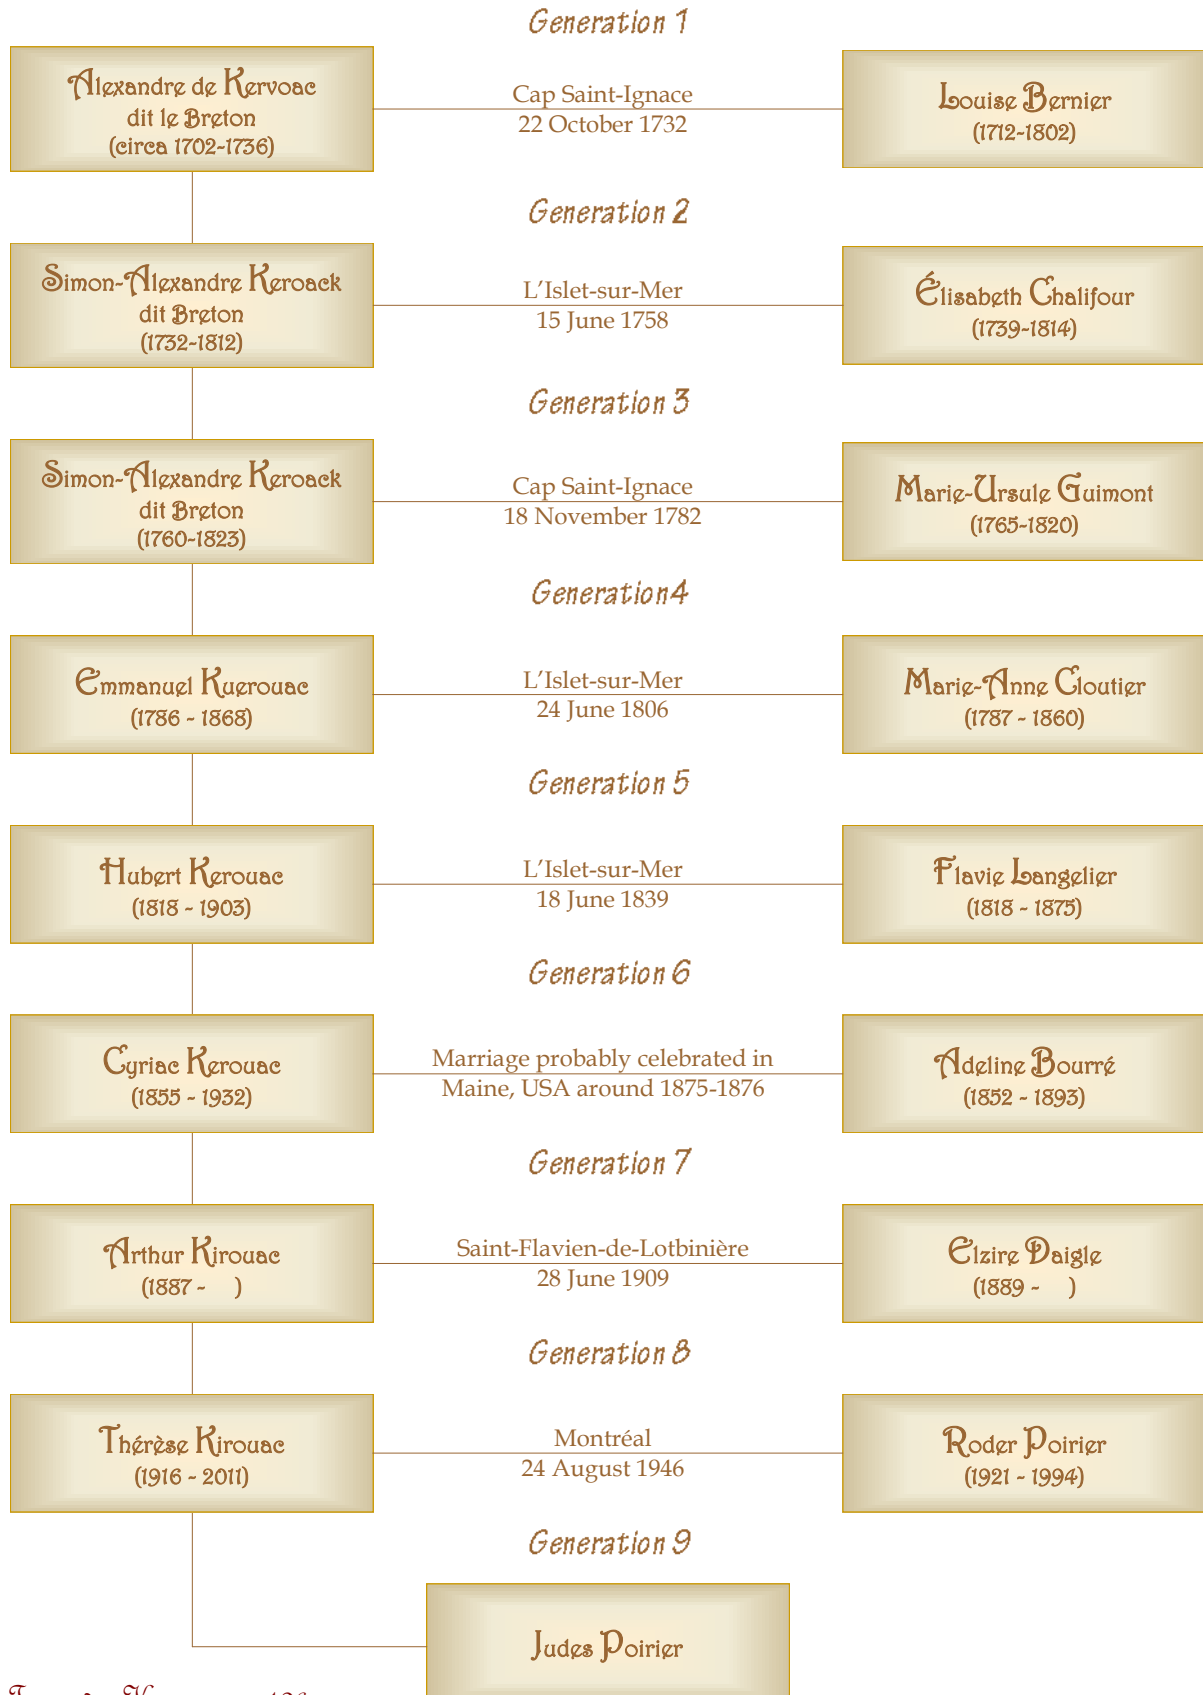 Generation 1
Alexandre de Kervoac
dit le Breton
(circa 1702-1736)
Cap Saint-Ignace
22 October 1732
Louise Bernier
(1712-1802)
Generation 2
Simon-Alexandre Keroack
dit Breton
(1732-1812)
L'Islet-sur-Mer
15 June 1758
Élisabeth Chalifour
(1739-1814)
Generation 3
Simon-Alexandre Keroack
dit Breton
(1760-1823)
Cap Saint-Ignace
18 November 1782
Marie-Ursule Guimont
(1765-1820)
Generation4
Emmanuel Kuerouac
(1786 - 1868)
L'Islet-sur-Mer
24 June 1806
Marie-Anne Cloutier
(1787 - 1860)
Generation 5
Hubert Kerouac
(1818 - 1903)
L'Islet-sur-Mer
18 June 1839
Flavie Langelier
(1818 - 1875)
Generation 6
Cyriac Kerouac
(1855 - 1932)
Marriage probably celebrated in
Maine, USA around 1875-1876
Adeline Bourré
(1852 - 1893)
Generation 7
Arthur Kirouac
(1887 -    )
Saint-Flavien-de-Lotbinière
28 June 1909
Elzire Daigle
(1889 -    )
Generation 8
Thérèse Kirouac
(1916 - 2011)
Montréal
24 August 1946
Roder Poirier
(1921 - 1994)
Generation 9
Judes Poirier